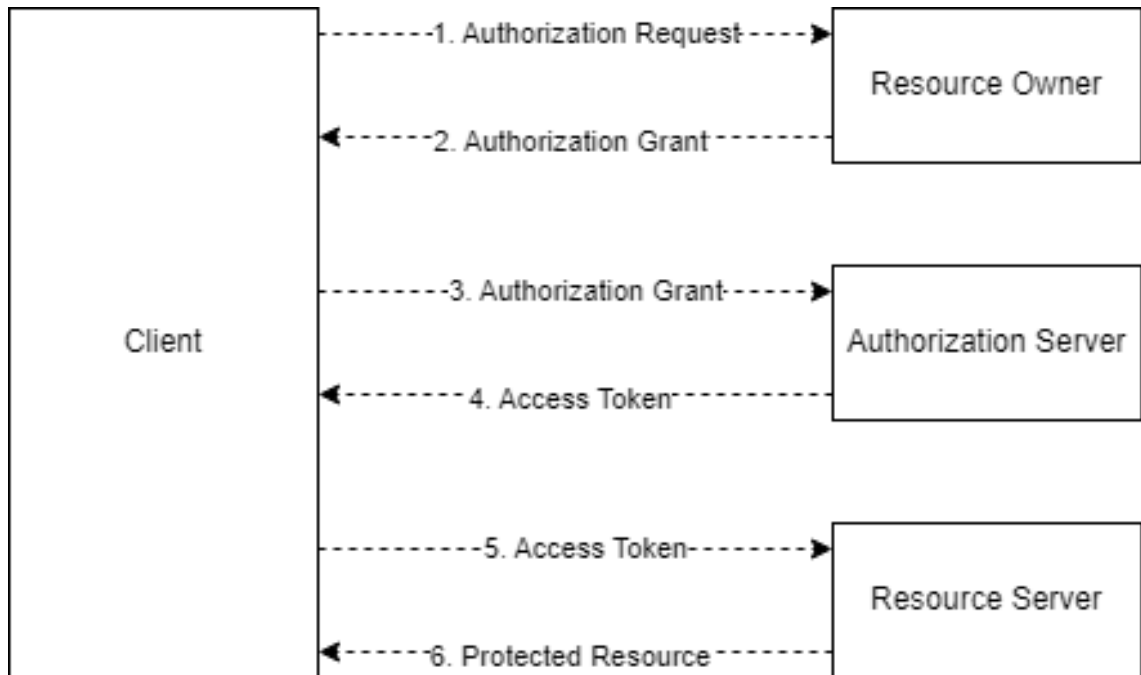 1. Authorization Request
Resource Owner
2. Authorization Grant
3. Authorization Grant
Client
Authorization Server
4. Access Token
5. Access Token
Resource Server
6. Protected Resource